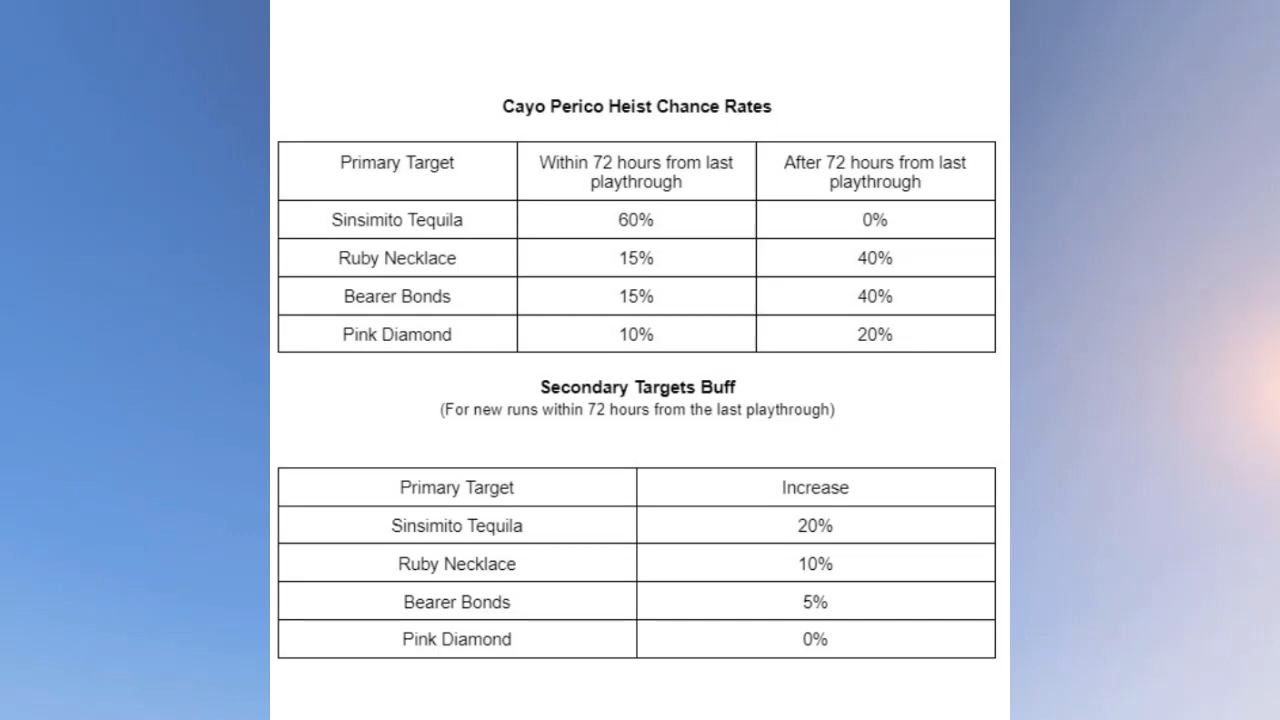 Cayo Perico Heist Chance Rates
Primary Target
Within 72 hours from last
playthrough
After 72 hours from last
playthrough
Sinsimito Tequila
60%
0%
Ruby Necklace
15%
40%
Bearer Bonds
15%
40%
Pink Diamond
10%
20%
Secondary Targets Buff
(For new runs within 72 hours from the last playthrough)
Primary Target
Increase
Sinsimito Tequila
20%
Ruby Necklace
10%
Bearer Bonds
5%
Pink Diamond
0%